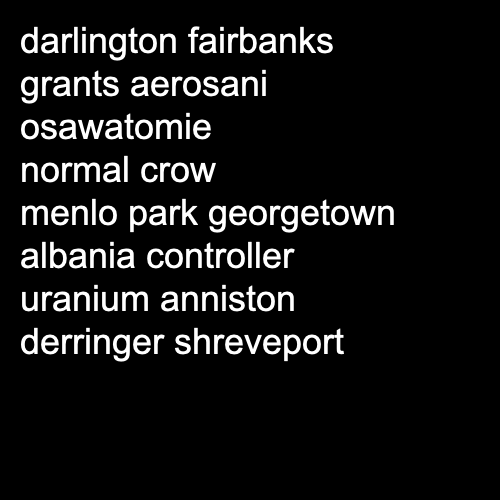 darlington fairbanks
grants aerosani
osawatomie
normal crow
menlo park georgetown
albania controller
uranium anniston
derringer shreveport